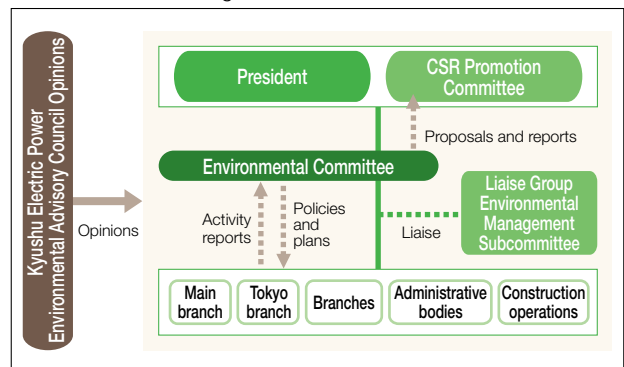 Kyushu Electric Power
Environmental Advisory Council Opinions
Opinions
President
CSR Promotion
Committee
Proposals and reports
Environmental Committee
Activity
reports
Policies
and
plans
Liaise
Liaise Group
Environmental
Management
Subcommittee
Main
branch
Tokyo
branch
Branches
Administrative
bodies
Construction
operations